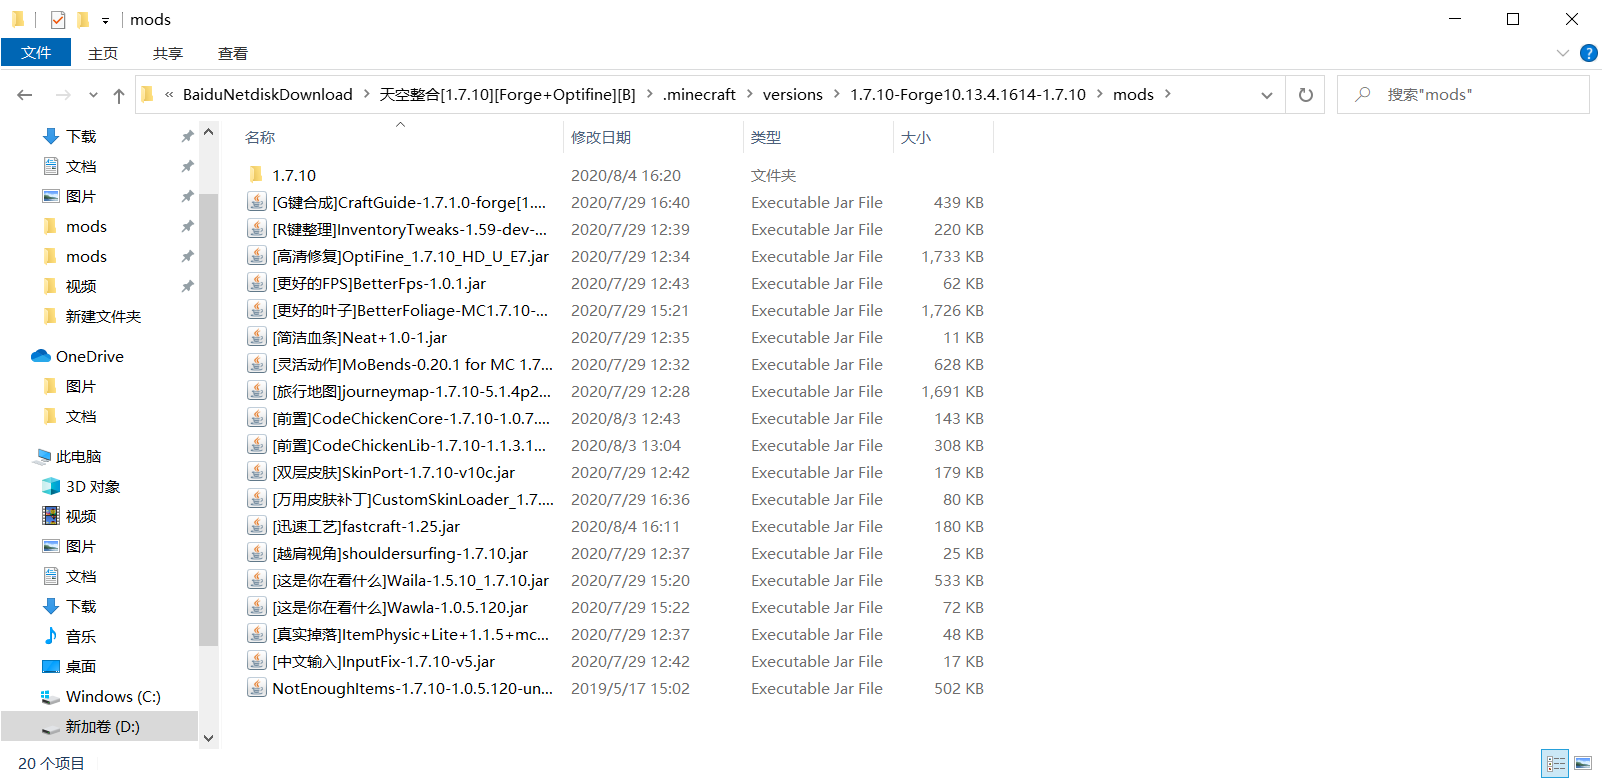 mods
文件 主页 共享 查看
« BaiduNetdiskDownload > 天空整合[1.7.10][Forge+Optifine][B] > .minecraft > versions > 1.7.10-Forge10.13.4.1614-1.7.10 > mods >
搜索"mods"
下载
文档
图片
mods
mods
视频
新建文件夹
OneDrive
图片
文档
此电脑
3D 对象
视频
图片
文档
下载
音乐
桌面
Windows (C:)
新加卷 (D:)
名称 修改日期 类型 大小
1.7.10 2020/8/4 16:20 文件夹
[G键合成]CraftGuide-1.7.1.0-forge[1.... 2020/7/29 16:40 Executable Jar File 439 KB
[R键整理]InventoryTweaks-1.59-dev-... 2020/7/29 12:39 Executable Jar File 220 KB
[高清修复]OptiFine_1.7.10_HD_U_E7.jar 2020/7/29 12:34 Executable Jar File 1,733 KB
[更好的FPS]BetterFps-1.0.1.jar 2020/7/29 12:43 Executable Jar File 62 KB
[更好的叶子]BetterFoliage-MC1.7.10-... 2020/7/29 15:21 Executable Jar File 1,726 KB
[简洁血条]Neat+1.0-1.jar 2020/7/29 12:35 Executable Jar File 11 KB
[灵活动作]MoBends-0.20.1 for MC 1.7... 2020/7/29 12:32 Executable Jar File 628 KB
[旅行地图]journeymap-1.7.10-5.1.4p2... 2020/7/29 12:28 Executable Jar File 1,691 KB
[前置]CodeChickenCore-1.7.10-1.0.7.... 2020/8/3 12:43 Executable Jar File 143 KB
[前置]CodeChickenLib-1.7.10-1.1.3.1... 2020/8/3 13:04 Executable Jar File 308 KB
[双层皮肤]SkinPort-1.7.10-v10c.jar 2020/7/29 12:42 Executable Jar File 179 KB
[万用皮肤补丁]CustomSkinLoader_1.7.... 2020/7/29 16:36 Executable Jar File 80 KB
[迅速工艺]fastcraft-1.25.jar 2020/8/4 16:11 Executable Jar File 180 KB
[越肩视角]shouldersurfing-1.7.10.jar 2020/7/29 12:37 Executable Jar File 25 KB
[这是你在看什么]Waila-1.5.10_1.7.10.jar 2020/7/29 15:20 Executable Jar File 533 KB
[这是你在看什么]Wawla-1.0.5.120.jar 2020/7/29 15:22 Executable Jar File 72 KB
[真实掉落]ItemPhysic+Lite+1.1.5+mc... 2020/7/29 12:37 Executable Jar File 48 KB
[中文输入]InputFix-1.7.10-v5.jar 2020/7/29 12:42 Executable Jar File 17 KB
NotEnoughItems-1.7.10-1.0.5.120-un... 2019/5/17 15:02 Executable Jar File 502 KB
20 个项目